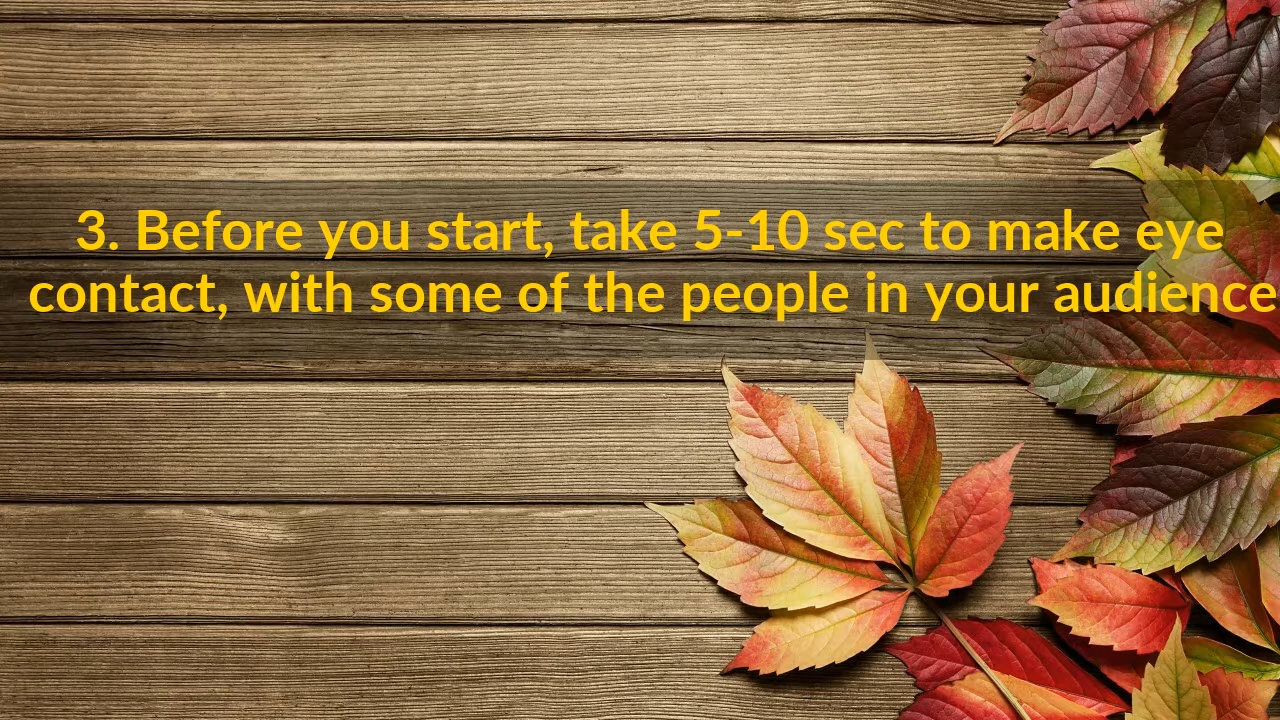 3. Before you start, take 5-10 sec to make eye
contact, with some of the people in your audience